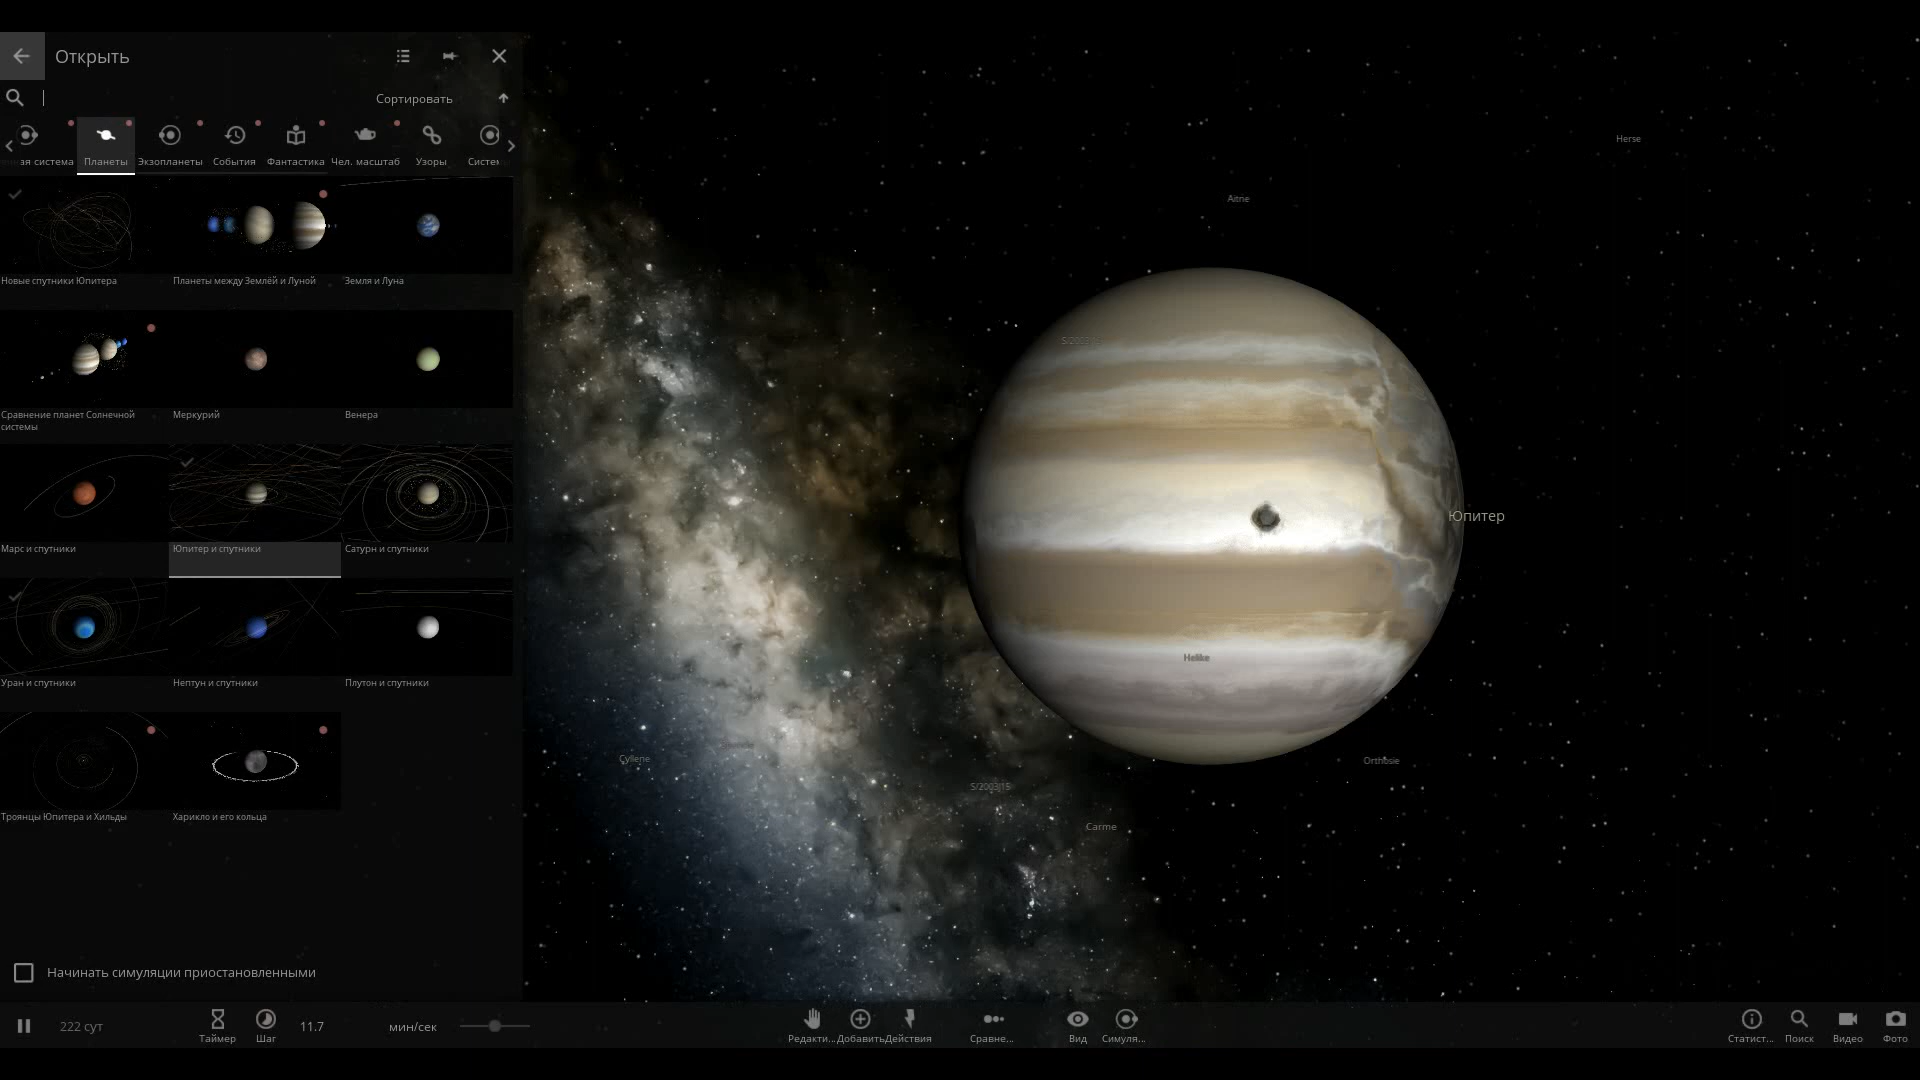 Открыть
Сортировать
ая система
Планеты
Экзопланеты
События
Фантастика
Чел. масштаб
Узоры
Систем
Новые спутники Юпитера
Планеты между Землёй и Луной
Земля и Луна
Сравнение планет Солнечной
системы
Меркурий
Венера
Марс и спутники
Юпитер и спутники
Сатурн и спутники
Уран и спутники
Нептун и спутники
Плутон и спутники
Троянцы Юпитера и Хильды
Харикло и его кольца
Начинать симуляции приостановленными
Herse
Aitne
Юпитер
Helike
Cyllene
Orthosie
S/2003J15
Carme
222 сут
Таймер
Шаг
11.7
мин/сек
Редакти...
Добавить
Действия
Сравне...
Вид
Симуля...
Статист...
Поиск
Видео
Фото